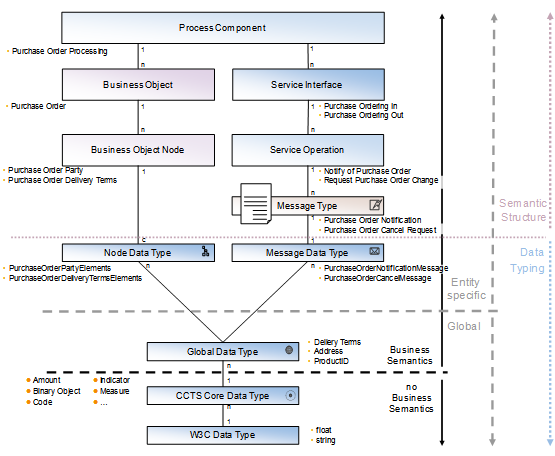 Process Component
Purchase Order Processing
1
1
n
n
Business Object
Service Interface
Purchase Order
1
1
Purchase Ordering In
Purchase Ordering Out
n
n
Business Object Node
Service Operation
Purchase Order Party
Purchase Order Delivery Terms
1
1
Notify of Purchase Order
Request Purchase Order Change
n
Message Type
1
Purchase Order Notification
Purchase Order Cancel Request
Semantic
Structure
c
1
Node Data Type
Message Data Type
Data
Typing
PurchaseOrderPartyElements
PurchaseOrderDeliveryTermsElements
n
n
PurchaseOrderNotificationMessage
PurchaseOrderCancelMessage
Entity
specific
Global
1
Global Data Type
Dellery Terms
Address
ProductID
Business
Semantics
n
Amount
Binary Object
Code
Indicator
Measure
...
1
CCTS Core Data Type
no
Business
Semantics
n
1
W3C Data Type
float
string